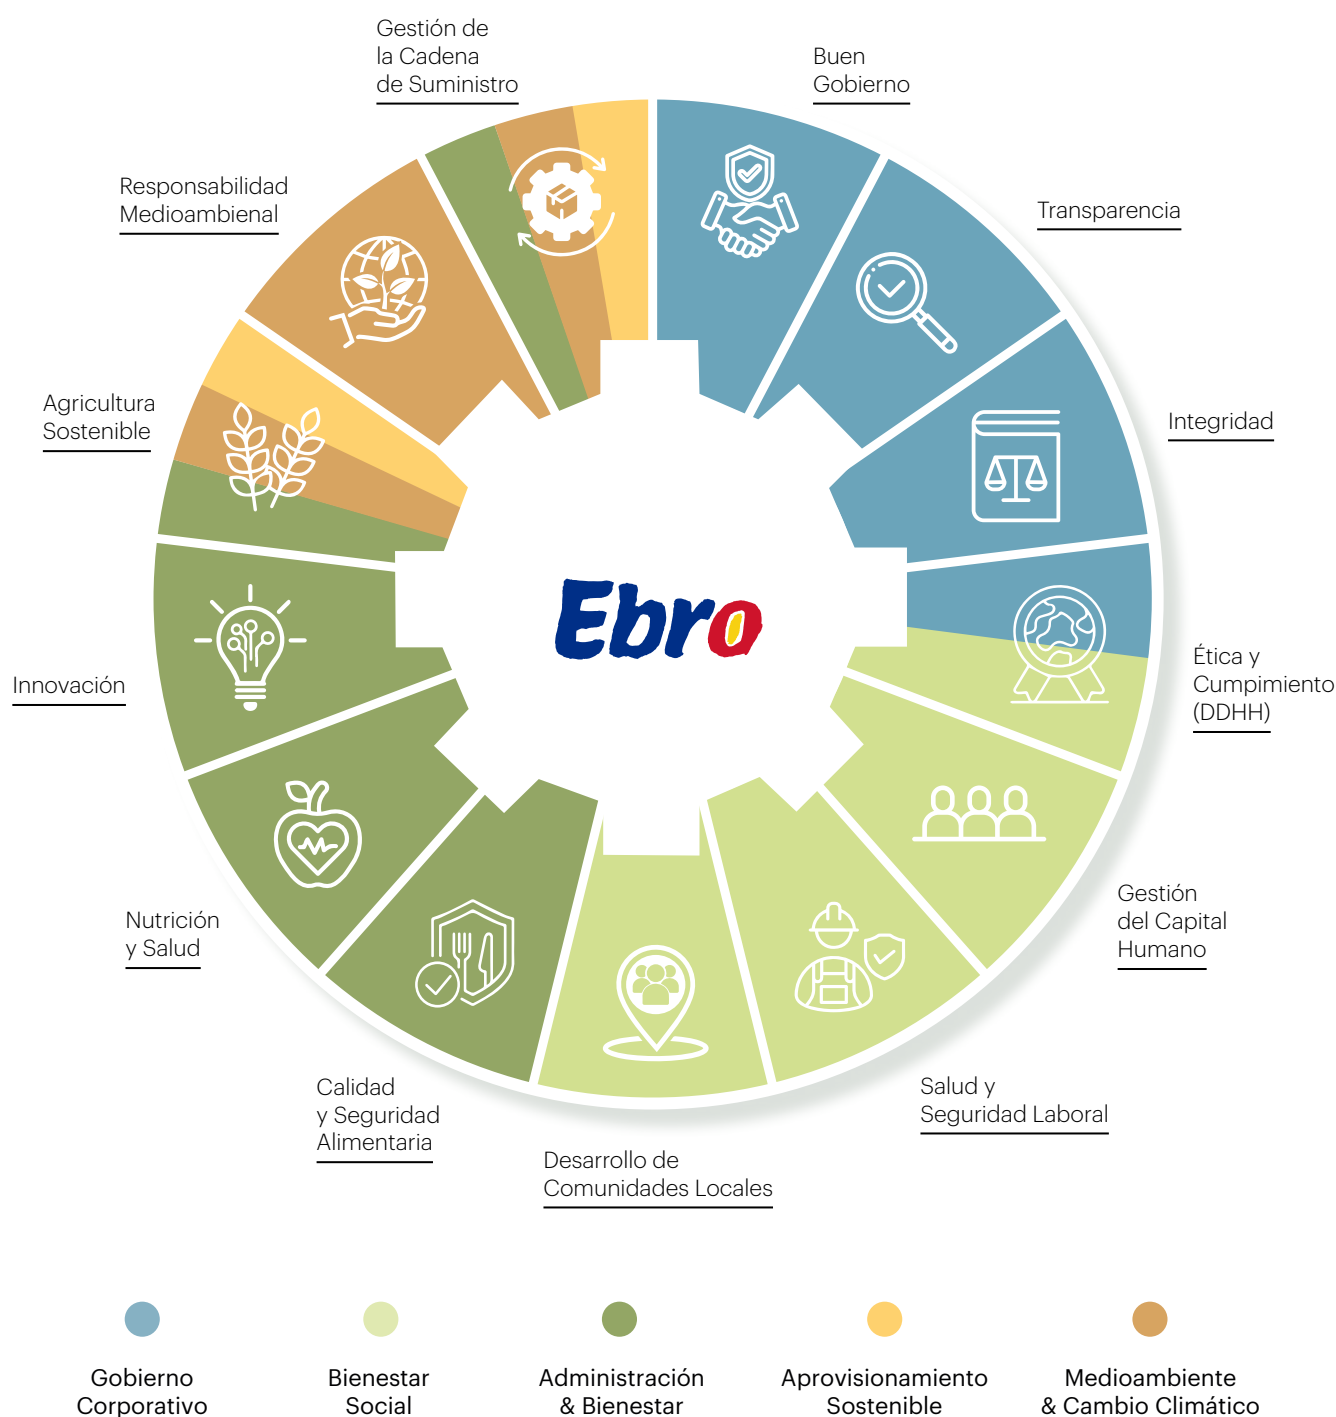 Gestión de
la Cadena
de Suministro
Buen
Gobierno
Responsabilidad
Medioambienal
Transparencia
Agricultura
Sostenible
Integridad
Ebro
Innovación
Ética y
Cumpimiento
(DDHH)
Nutrición
y Salud
Gestión
del Capital
Humano
Calidad
y Seguridad
Alimentaria
Salud y
Seguridad Laboral
Desarrollo de
Comunidades Locales
Gobierno
Corporativo
Bienestar
Social
Administración
& Bienestar
Aprovisionamiento
Sostenible
Medioambiente
& Cambio Climático